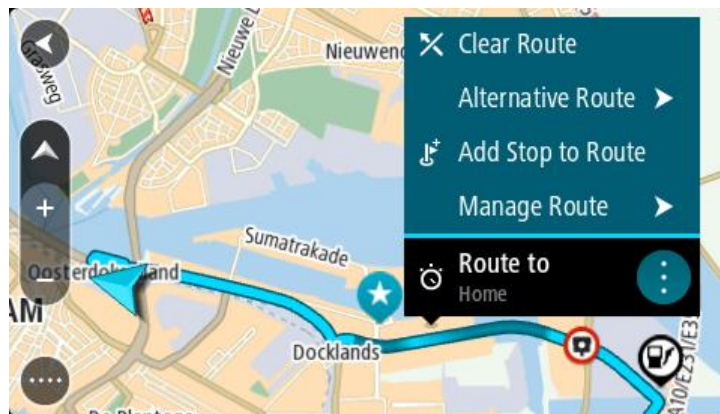 Grasweg
Nieuwe L
Nieuwend
Clear Route
Alternative Route
Add Stop to Route
Manage Route
Sumatrakade
Route to
Home
AM
Docklands
A10/E231/E3